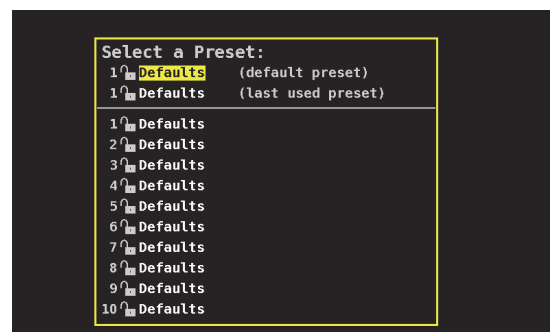 Select a Preset:
1 Defaults (default preset)
1 Defaults (last used preset)
1 Defaults
2 Defaults
3 Defaults
4 Defaults
5 Defaults
6 Defaults
7 Defaults
8 Defaults
9 Defaults
10 Defaults